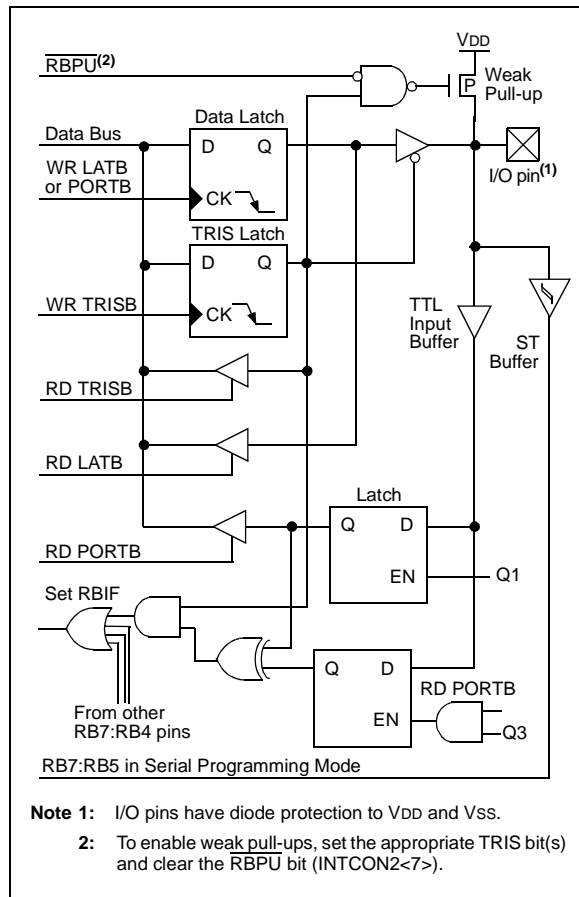 VDD
RBPU(2)
P
Weak
Pull-up
Data Latch
Data Bus
D Q
I/O pin(1)
WR LATB
or PORTB
CK
TRIS Latch
D Q
WR TRISB
CK
TTL
Input
Buffer
ST
Buffer
RD TRISB
RD LATB
Latch
Q D
RD PORTB
EN
Q1
Set RBIF
Q D
RD PORTB
EN
Q3
From other
RB7:RB4 pins
RB7:RB5 in Serial Programming Mode
Note 1: I/O pins have diode protection to VDD and VSS.
2: To enable weak pull-ups, set the appropriate TRIS bit(s)
and clear the RBPU bit (INTCON2<7>).